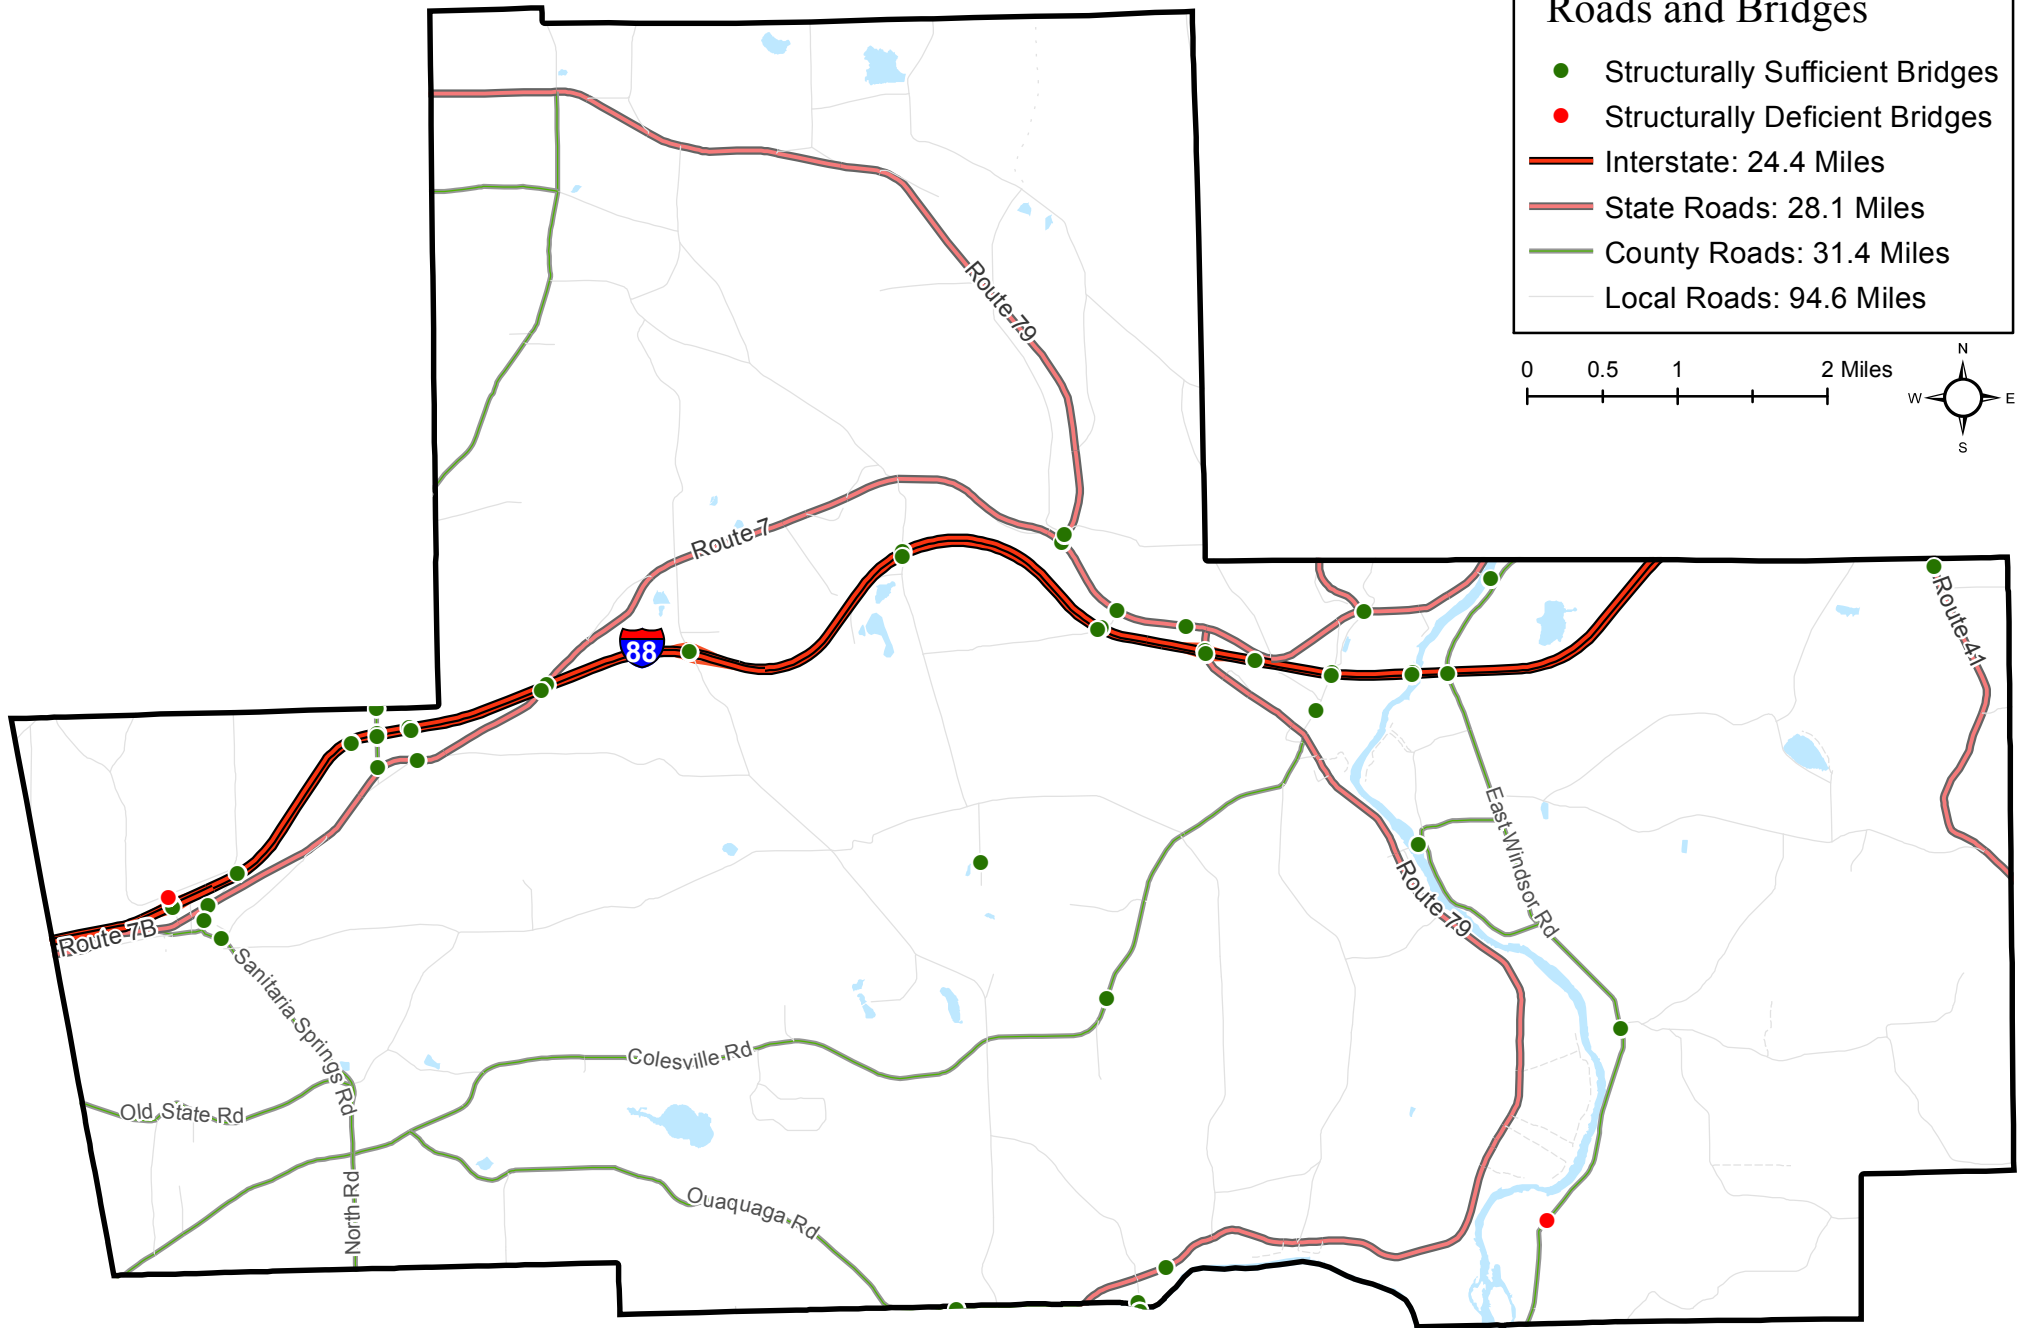 Roads and Bridges
Structurally Sufficient Bridges
Structurally Deficient Bridges
Interstate: 24.4 Miles
State Roads: 28.1 Miles
County Roads: 31.4 Miles
Local Roads: 94.6 Miles
0 0.5 1 2 Miles
N
W E
S
Route 79
Route 7
88
Route 41
East Windsor Rd
Route 79
Route 7B
Sanitaria Springs Rd
Colesville Rd
Old State Rd
North Rd
Ouaquaga Rd